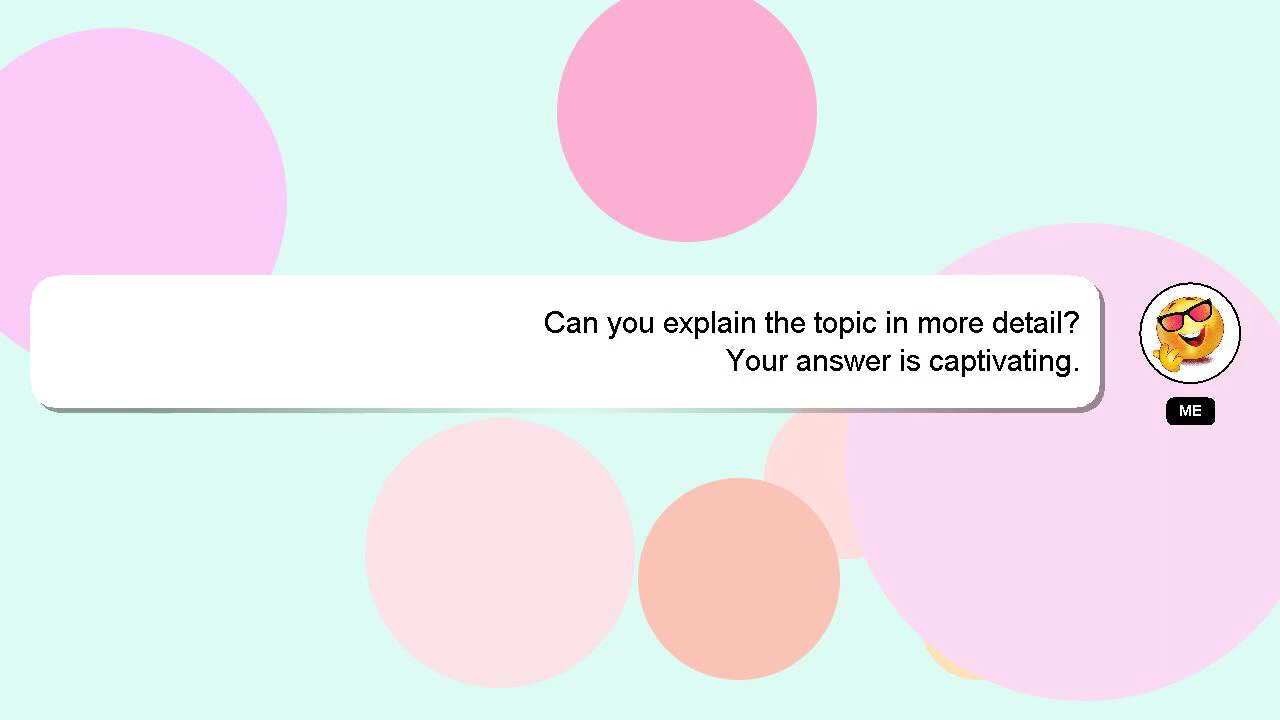 Can you explain the topic in more detail?
Your answer is captivating.
ME